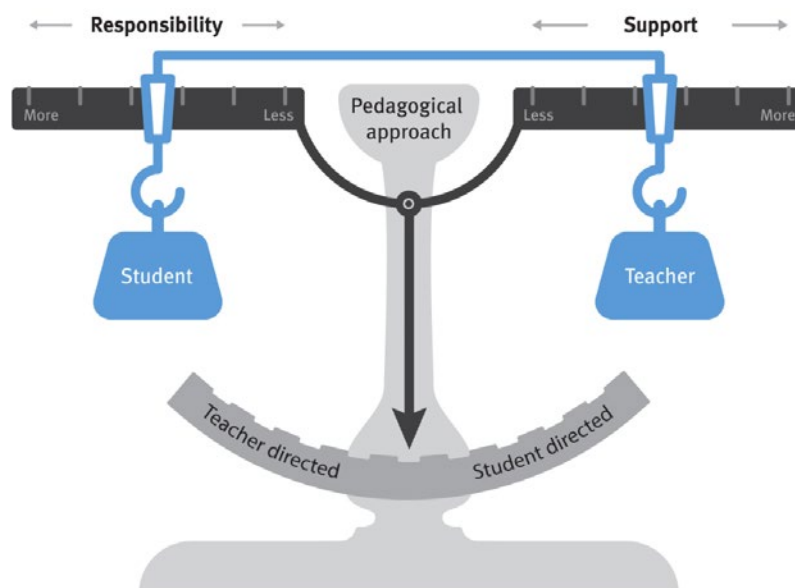 Responsibility
Support
More
Less
Less
More
Pedagogical
approach
Student
Teacher
Teacher directed
Student directed